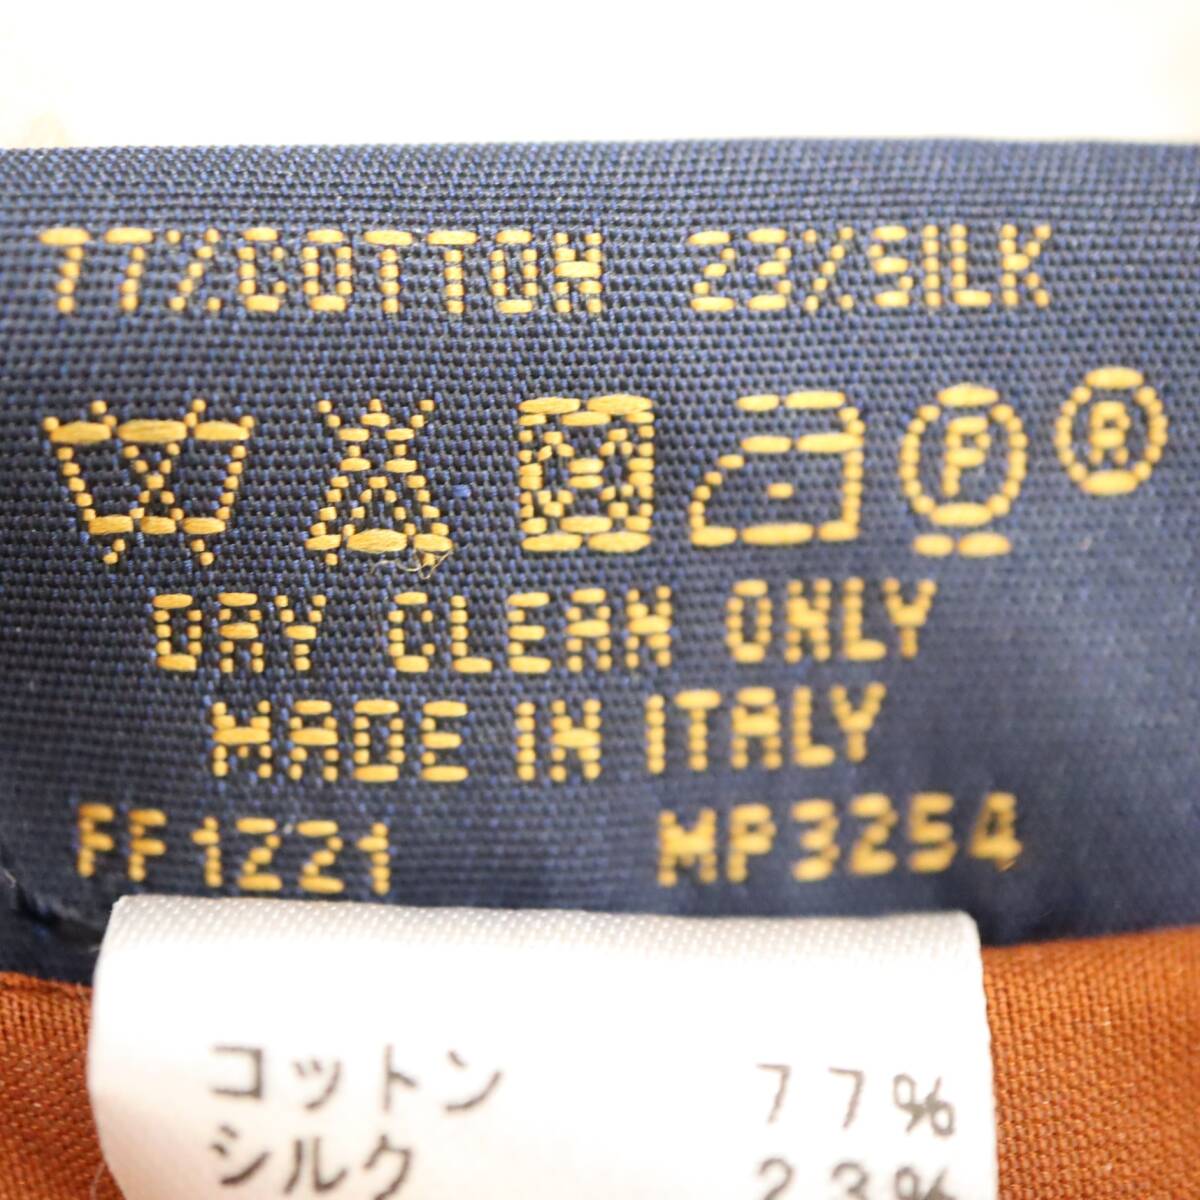 77%COTTON 23%SILK
P R
DRY CLEAN ONLY
MADE IN ITALY
FF1221 MP3254
コットン 77%
シルク 23%